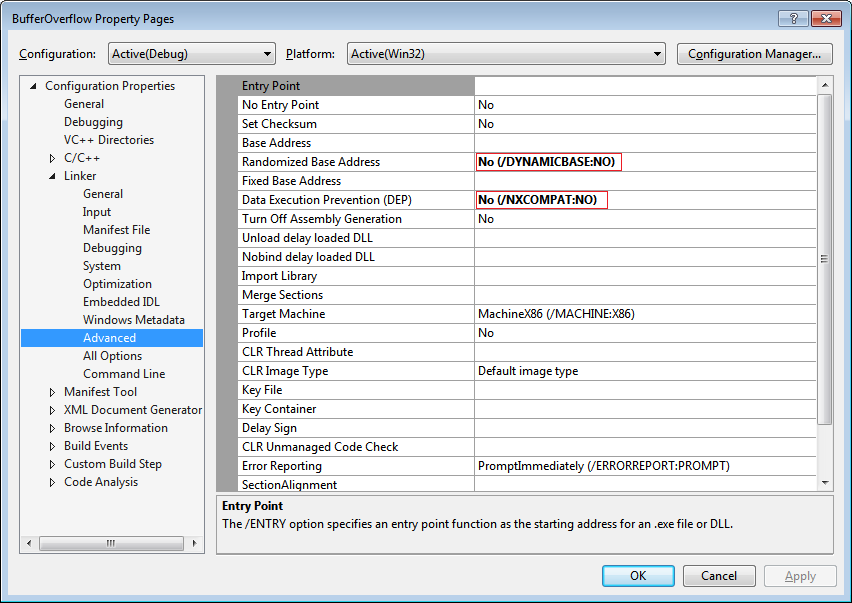 BufferOverflow Property Pages
Configuration: Active(Debug) Platform: Active(Win32) Configuration Manager...
Configuration Properties
General
Debugging
VC++ Directories
C/C++
Linker
General
Input
Manifest File
Debugging
System
Optimization
Embedded IDL
Windows Metadata
Advanced
All Options
Command Line
Manifest Tool
XML Document Generator
Browse Information
Build Events
Custom Build Step
Code Analysis
Entry Point
No Entry Point No
Set Checksum No
Base Address
Randomized Base Address No (/DYNAMICBASE:NO)
Fixed Base Address
Data Execution Prevention (DEP) No (/NXCOMPAT:NO)
Turn Off Assembly Generation No
Unload delay loaded DLL
Nobind delay loaded DLL
Import Library
Merge Sections
Target Machine MachineX86 (/MACHINE:X86)
Profile No
CLR Thread Attribute
CLR Image Type Default image type
Key File
Key Container
Delay Sign
CLR Unmanaged Code Check
Error Reporting PromptImmediately (/ERRORREPORT:PROMPT)
SectionAlignment
Entry Point
The /ENTRY option specifies an entry point function as the starting address for an .exe file or DLL.
OK Cancel Apply